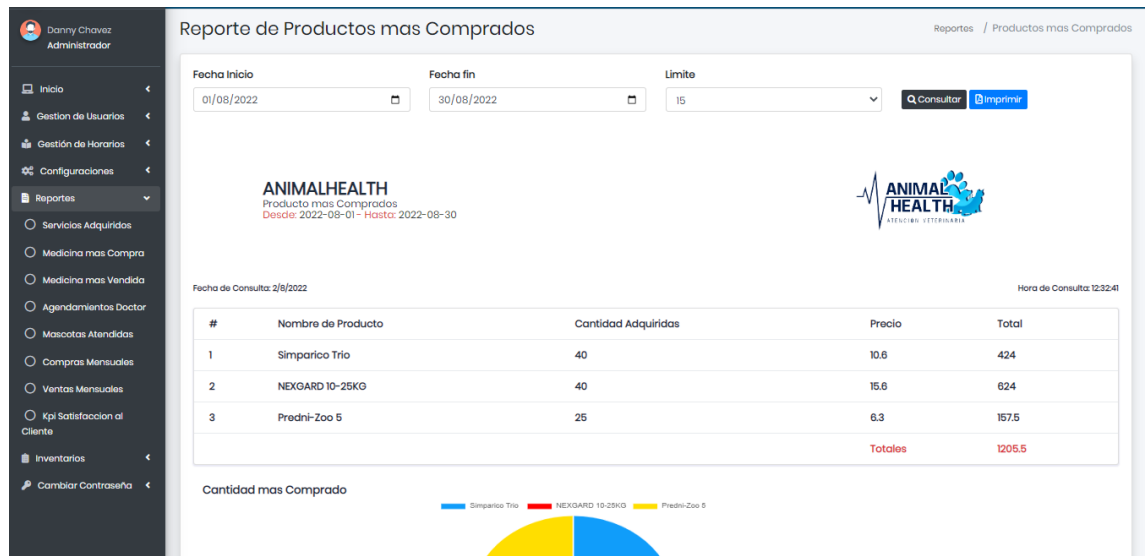 Danny Chavez
Administrador
Inicio
Gestion de Usuarios
Gestión de Horarios
Configuraciones
Reportes
Servicios Adquiridos
Medicina mas Compra
Medicina mas Vendida
Agendamientos Doctor
Mascotas Atendidas
Compras Mensuales
Ventas Mensuales
Kpi Satisfaccion al
Cliente
Inventarios
Cambiar Contraseña
Reporte de Productos mas Comprados
Reportes / Productos mas Comprados
Fecha Inicio Fecha fin Limite
01/08/2022 30/08/2022 15 Consultar Imprimir
ANIMALHEALTH
Producto mas Comprados
Desde: 2022-08-01 - Hasta: 2022-08-30
ANIMAL
HEALTH
ATENCION VETERINARIA
Fecha de Consulta: 2/8/2022 Hora de Consulta: 12:32:41
# Nombre de Producto Cantidad Adquiridas Precio Total
1 Simparico Trio 40 10.6 424
2 NEXGARD 10-25KG 40 15.6 624
3 Predni-Zoo 5 25 6.3 157.5
Totales 1205.5
Cantidad mas Comprado
Simparico Trio NEXGARD 10-25KG Predni-Zoo 5